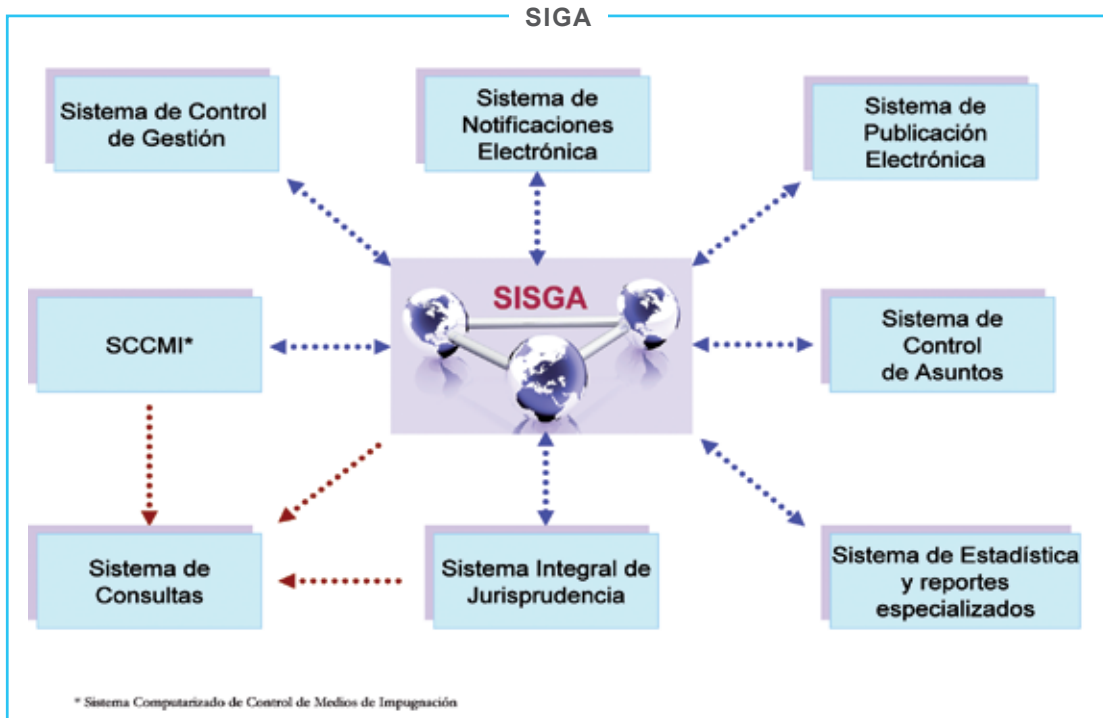 SIGA
Sistema de Control
de Gestión
Sistema de
Notificaciones
Electrónica
Sistema de
Publicación
Electrónica
SCCMI*
SISGA
Sistema de
Control
de Asuntos
Sistema de
Consultas
Sistema Integral de
Jurisprudencia
Sistema de Estadística
y reportes
especializados
* Sistema Computarizado de Control de Medios de Impugnación